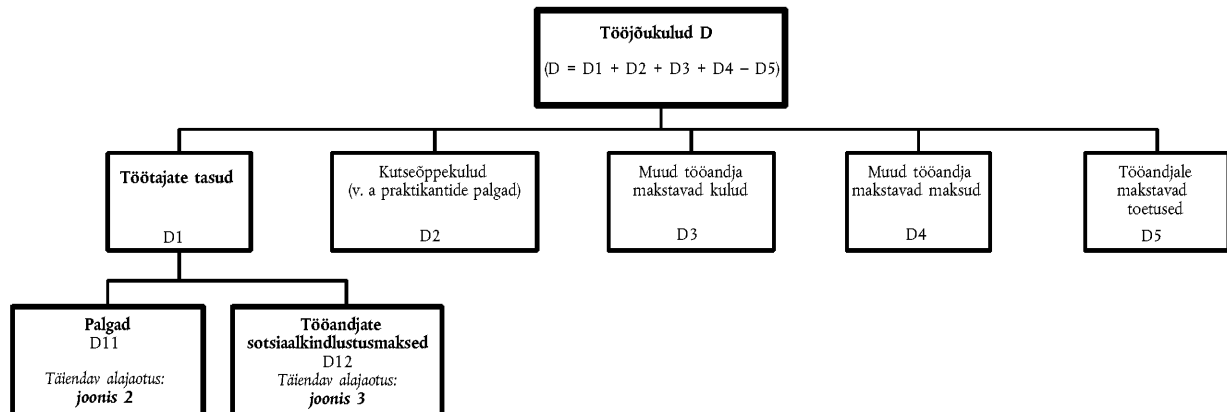 Tööjõukulud D
(D = D1 + D2 + D3 + D4 – D5)
Töötajate tasud
D1
Kutseõppekulud
(v. a praktikantide palgad)
D2
Muud tööandja
makstavad kulud
D3
Muud tööandja
makstavad maksud
D4
Tööandjale
makstavad
toetused
D5
Palgad
D11
Täiendav alajaotus:
joonis 2
Tööandjate
sotsiaalkindlustusmaksed
D12
Täiendav alajaotus:
joonis 3